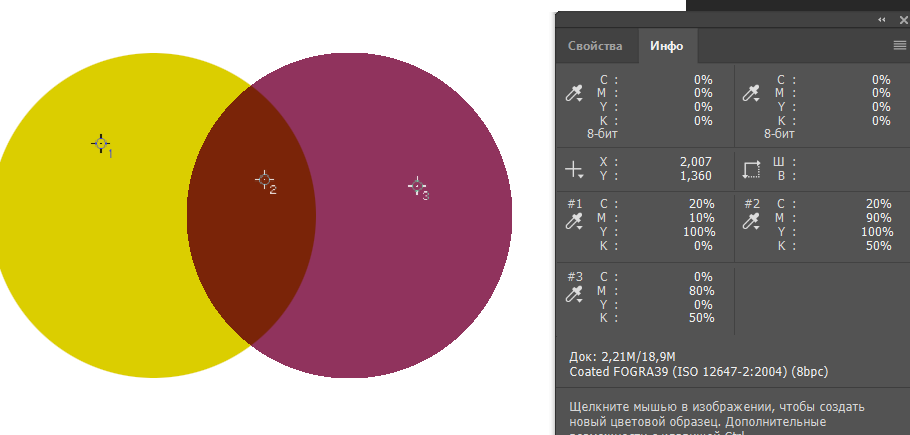 Свойства Инфо
C : 0% C : 0%
M : 0% M : 0%
Y : 0% Y : 0%
K : 0% K : 0%
8-бит 8-бит
X : 2,007 Ш :
Y : 1,360 В :
#1 C : 20% #2 C : 20%
M : 10% M : 90%
Y : 100% Y : 100%
K : 0% K : 50%
#3 C : 0%
M : 80%
Y : 0%
K : 50%
Док: 2,21M/18,9M
Coated FOGRA39 (ISO 12647-2:2004) (8bpc)
Щелкните мышью в изображении, чтобы создать
новый цветовой образец. Дополнительные
1
2
3